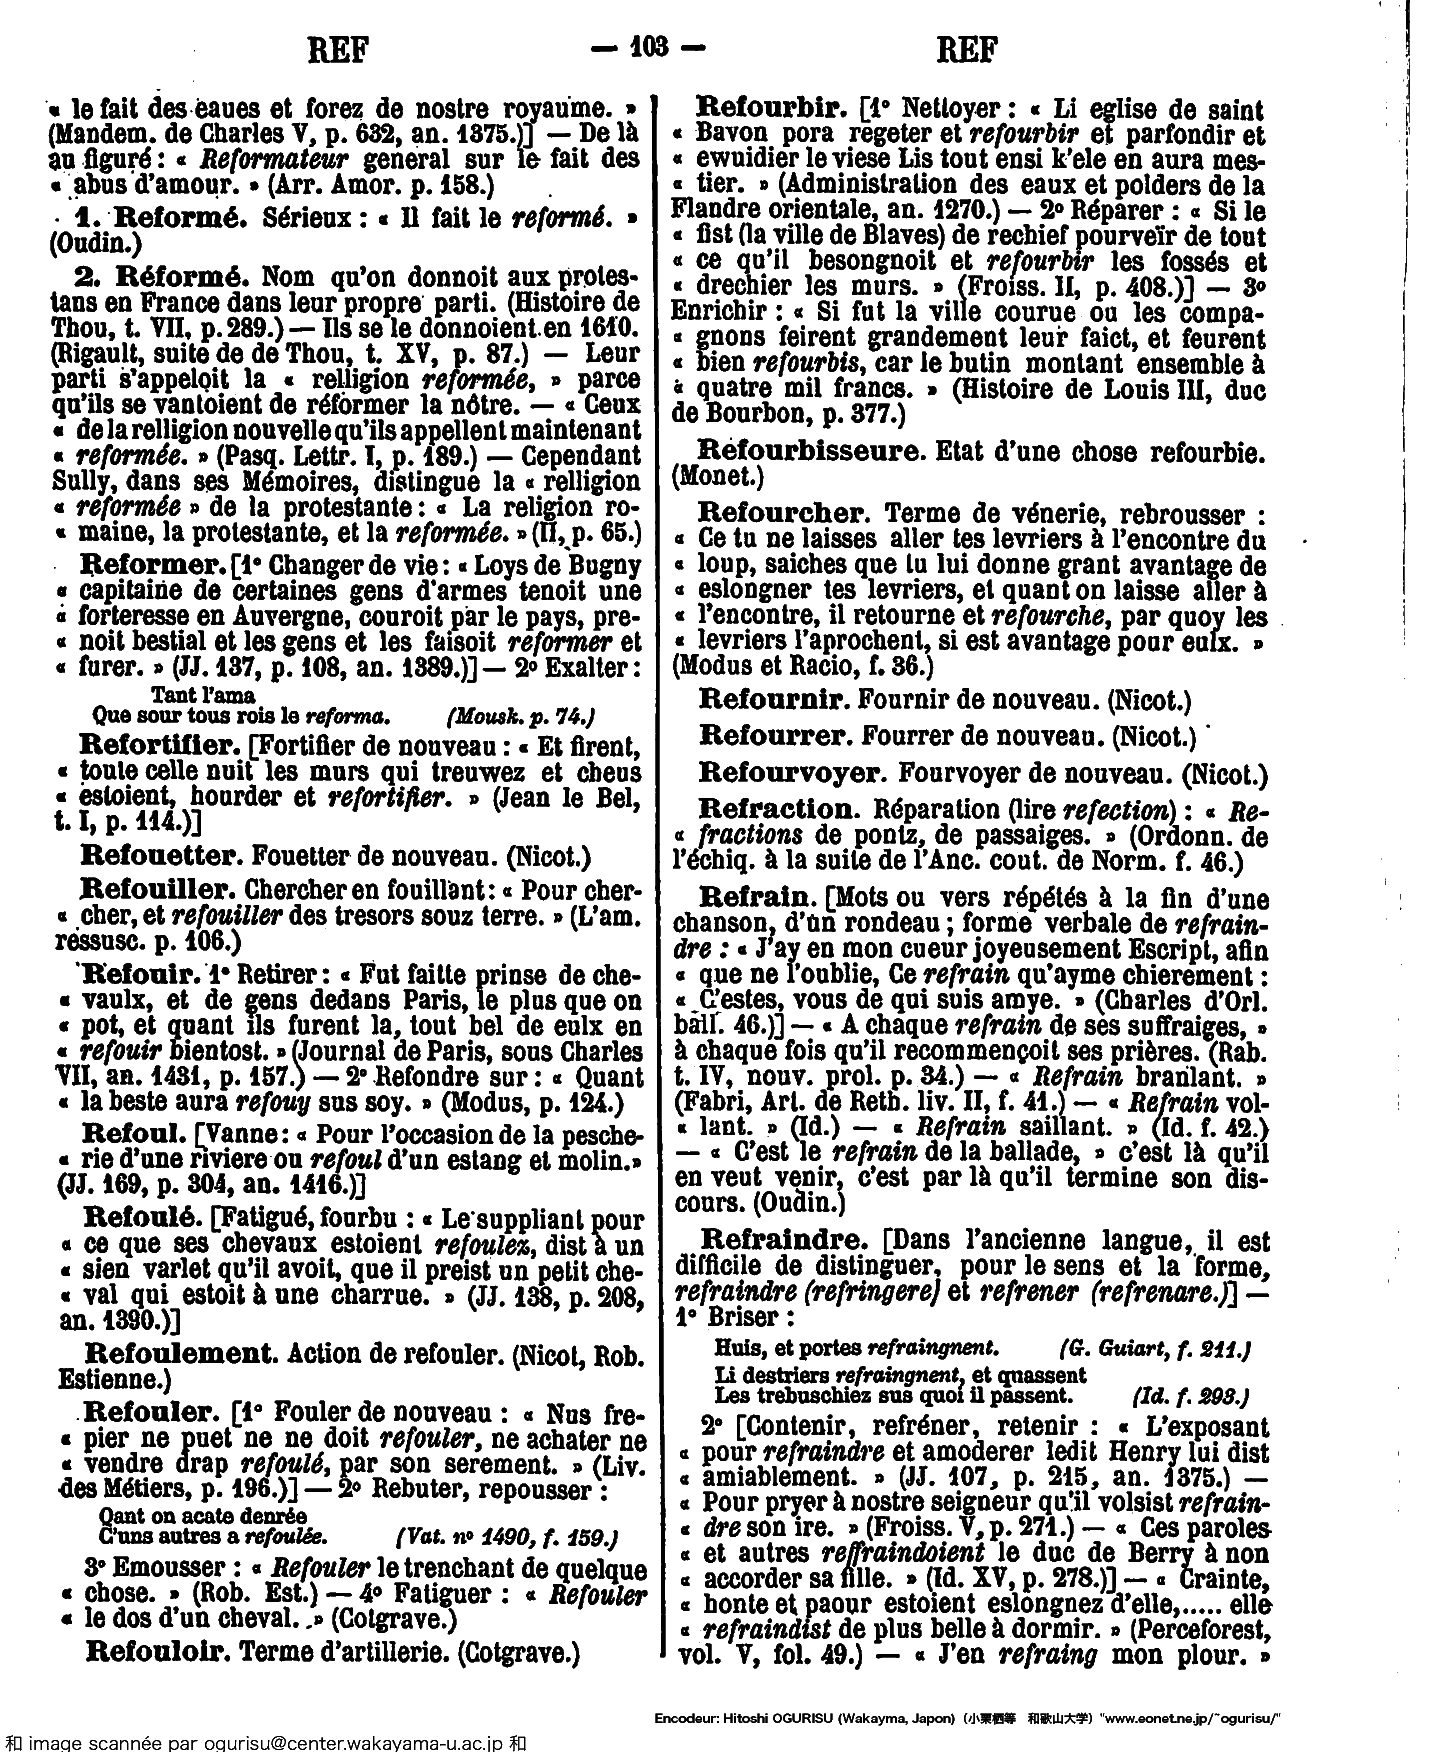 REF — 103 — REF
« le fait des eaues et forez de nostre royaume. »
(Mandem. de Charles V, p. 632, an. 1375.)] — De là
au figuré : « Reformateur general sur le fait des
« abus d'amour. » (Arr. Amor. p. 158.)
1. Reformé. Sérieux : « Il fait le reformé. »
(Oudin.)
2. Réformé. Nom qu'on donnoit aux protes-
tans en France dans leur propre parti. (Histoire de
Thou, t. VII, p. 289.) — Ils se le donnoient en 1610.
(Rigault, suite de de Thou, t. XV, p. 87.) — Leur
parti s'appeloit la « relligion reformée, » parce
qu'ils se vantoient de réformer la nôtre. — « Ceux
« de la relligion nouvelle qu'ils appellent maintenant
« reformée. » (Pasq. Lettr. I, p. 189.) — Cependant
Sully, dans ses Mémoires, distingue la « relligion
« reformée » de la protestante : « La religion ro-
« maine, la protestante, et la reformée. » (II, p. 65.)
Reformer. [1° Changer de vie : « Loys de Bugny
« capitaine de certaines gens d'armes tenoit une
« forteresse en Auvergne, couroit par le pays, pre-
« noit bestial et les gens et les faisoit reformer et
« furer. » (JJ. 137, p. 108, an. 1389.)] — 2° Exalter :
Tant l'ama
Que sour tous rois le reforma. (Mousk. p. 74.)
Refortifier. [Fortifier de nouveau : « Et firent,
« toute celle nuit les murs qui treuwez et cheus
« estoient, hourder et refortifier. » (Jean le Bel,
t. I, p. 114.)]
Refouetter. Fouetter de nouveau. (Nicot.)
Refouiller. Chercher en fouillant : « Pour cher-
« cher, et refouiller des tresors souz terre. » (L'am.
ressusc. p. 106.)
Refouir. 1° Retirer : « Fut faitte prinse de che-
« vaulx, et de gens dedans Paris, le plus que on
« pot, et quant ils furent la, tout bel de eulx en
« refouir bientost. » (Journal de Paris, sous Charles
VII, an. 1431, p. 157.) — 2° Refondre sur : « Quant
« la beste aura refouy sus soy. » (Modus, p. 124.)
Refoul. [Vanne : « Pour l'occasion de la pesche-
« rie d'une riviere ou refoul d'un estang et molin. »
(JJ. 169, p. 304, an. 1416.)]
Refoulé. [Fatigué, fourbu : « Le suppliant pour
« ce que ses chevaux estoient refoulez, dist à un
« sien varlet qu'il avoit, que il preist un petit che-
« val qui estoit à une charrue. » (JJ. 138, p. 208,
an. 1390.)]
Refoulement. Action de refouler. (Nicot, Rob.
Estienne.)
Refouler. [1° Fouler de nouveau : « Nus fre-
« pier ne puet ne ne doit refouler, ne achater ne
« vendre drap refoulé, par son serement. » (Liv.
des Métiers, p. 196.)] — 2° Rebuter, repousser :
Qant on acate denrée
C'uns autres a refoulée. (Vat. n° 1490, f. 159.)
3° Emousser : « Refouler le trenchant de quelque
« chose. » (Rob. Est.) — 4° Fatiguer : « Refouler
« le dos d'un cheval. » (Cotgrave.)
Refouloir. Terme d'artillerie. (Cotgrave.)
Refourbir. [1° Nettoyer : « Li eglise de saint
« Bavon pora regeter et refourbir et parfondir et
« ewuidier le viese Lis tout ensi k'ele en aura mes-
« tier. » (Administration des eaux et polders de la
Flandre orientale, an. 1270.) — 2° Réparer : « Si le
« fist (la ville de Blaves) de rechief pourveïr de tout
« ce qu'il besongnoit et refourbir les fossés et
« drechier les murs. » (Froiss. II, p. 408.)] — 3°
Enrichir : « Si fut la ville courue ou les compa-
« gnons feirent grandement leur faict, et feurent
« bien refourbis, car le butin montant ensemble à
« quatre mil francs. » (Histoire de Louis III, duc
de Bourbon, p. 377.)
Refourbisseure. Etat d'une chose refourbie.
(Monet.)
Refourcher. Terme de vénerie, rebrousser :
« Ce tu ne laisses aller tes levriers à l'encontre du
« loup, saiches que tu lui donne grant avantage de
« eslongner tes levriers, et quant on laisse aller à
« l'encontre, il retourne et refourche, par quoy les
« levriers l'aprochent, si est avantage pour eulx. »
(Modus et Racio, f. 36.)
Refournir. Fournir de nouveau. (Nicot.)
Refourrer. Fourrer de nouveau. (Nicot.)
Refourvoyer. Fourvoyer de nouveau. (Nicot.)
Refraction. Réparation (lire refection) : « Re-
« fractions de pontz, de passaiges. » (Ordonn. de
l'échiq. à la suite de l'Anc. cout. de Norm. f. 46.)
Refrain. [Mots ou vers répétés à la fin d'une
chanson, d'un rondeau ; forme verbale de refrain-
dre : « J'ay en mon cueur joyeusement Escript, afin
« que ne l'oublie, Ce refrain qu'ayme chierement :
« C'estes, vous de qui suis amye. » (Charles d'Orl.
ball. 46.)] — « A chaque refrain de ses suffraiges, »
à chaque fois qu'il recommençoit ses prières. (Rab.
t. IV, nouv. prol. p. 34.) — « Refrain branlant. »
(Fabri, Art. de Reth. liv. II, f. 41.) — « Refrain vol-
« lant. » (Id.) — « Refrain saillant. » (Id. f. 42.)
— « C'est le refrain de la ballade, » c'est là qu'il
en veut venir, c'est par là qu'il termine son dis-
cours. (Oudin.)
Refraindre. [Dans l'ancienne langue, il est
difficile de distinguer, pour le sens et la forme,
refraindre (refringere) et refrener (refrenare.)] —
1° Briser :
Huis, et portes refraingnent. (G. Guiart, f. 211.)
Li destriers refraingnent, et quassent
Les trebuschiez sus quoi il passent. (Id. f. 293.)
2° [Contenir, refréner, retenir : « L'exposant
« pour refraindre et amoderer ledit Henry lui dist
« amiablement. » (JJ. 107, p. 215, an. 1375.) —
« Pour pryer à nostre seigneur qu'il volsist refrain-
« dre son ire. » (Froiss. V, p. 271.) — « Ces paroles
« et autres reffraindoient le duc de Berry à non
« accorder sa fille. » (Id. XV, p. 278.)] — « Crainte,
« honte et paour estoient eslongnez d'elle,..... elle
« refraindist de plus belle à dormir. » (Perceforest,
vol. V, fol. 49.) — « J'en refraing mon plour. »
Encodeur: Hitoshi OGURISU (Wakayma, Japon) (小栗栖等 和歌山大学) "www.eonet.ne.jp/~ogurisu/"
和 image scannée par ogurisu@center.wakayama-u.ac.jp 和